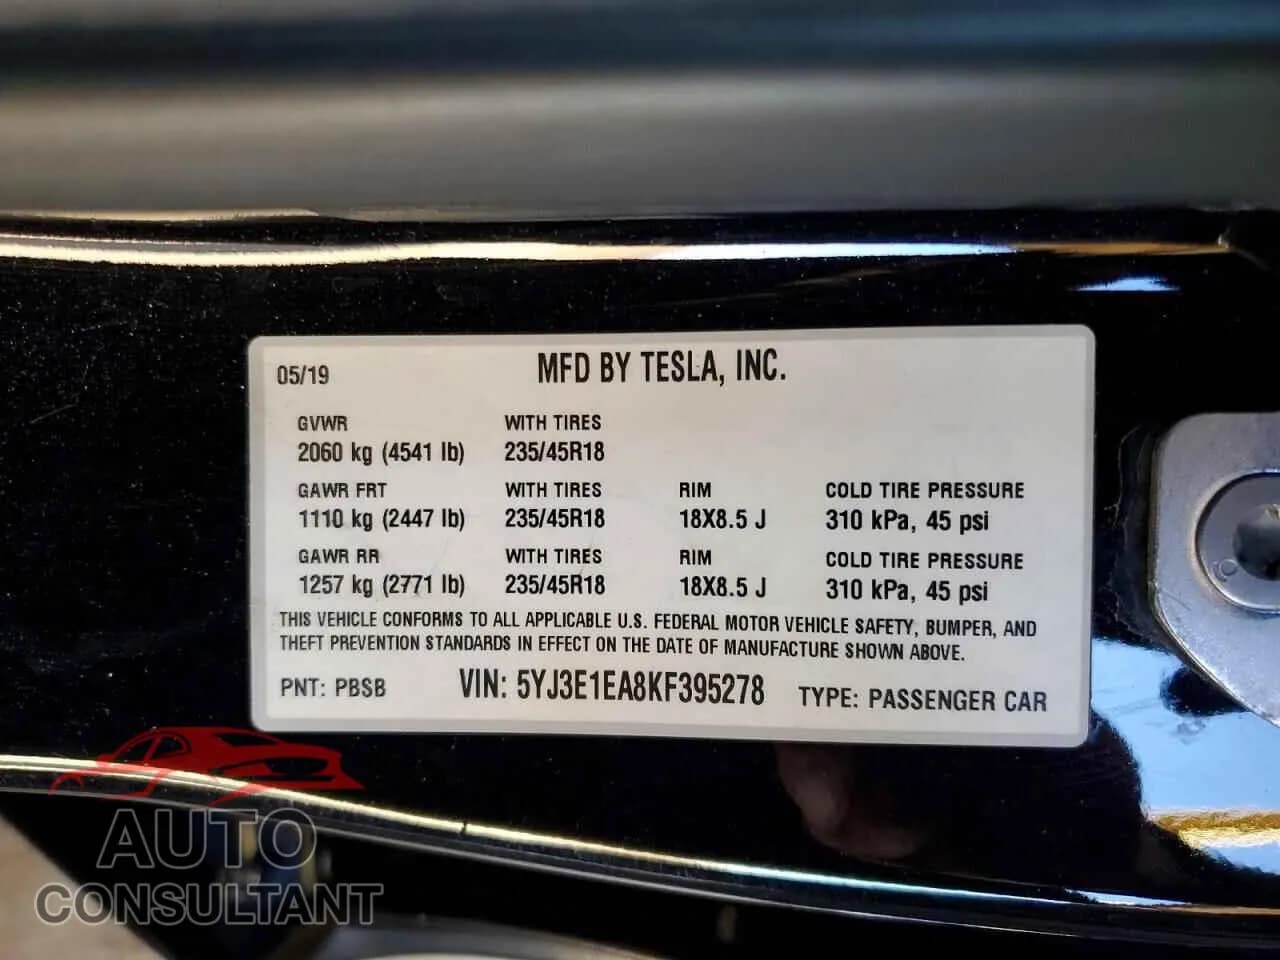 05/19 MFD BY TESLA, INC.
GVWR WITH TIRES
2060 kg (4541 lb) 235/45R18
GAWR FRT WITH TIRES RIM COLD TIRE PRESSURE
1110 kg (2447 lb) 235/45R18 18X8.5 J 310 kPa, 45 psi
GAWR RR WITH TIRES RIM COLD TIRE PRESSURE
1257 kg (2771 lb) 235/45R18 18X8.5 J 310 kPa, 45 psi
THIS VEHICLE CONFORMS TO ALL APPLICABLE U.S. FEDERAL MOTOR VEHICLE SAFETY, BUMPER, AND
THEFT PREVENTION STANDARDS IN EFFECT ON THE DATE OF MANUFACTURE SHOWN ABOVE.
PNT: PBSB VIN: 5YJ3E1EA8KF395278 TYPE: PASSENGER CAR
AUTO
CONSULTANT